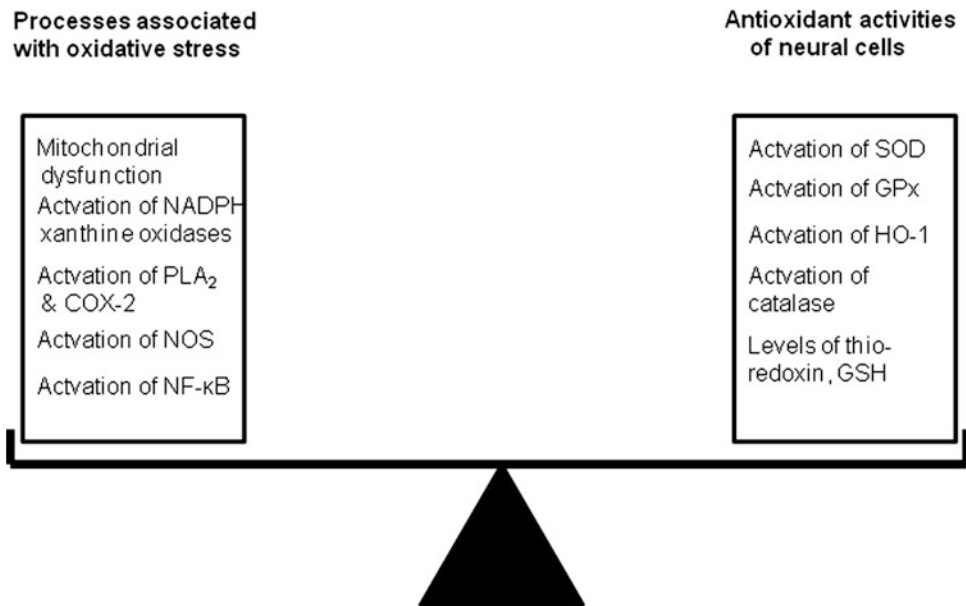 Processes associated
with oxidative stress
Mitochondrial
dysfunction
Actvation of NADPH
xanthine oxidases
Actvation of PLA₂
& COX-2
Actvation of NOS
Actvation of NF-κB
Antioxidant activities
of neural cells
Actvation of SOD
Actvation of GPx
Actvation of HO-1
Actvation of
catalase
Levels of thio-
redoxin, GSH